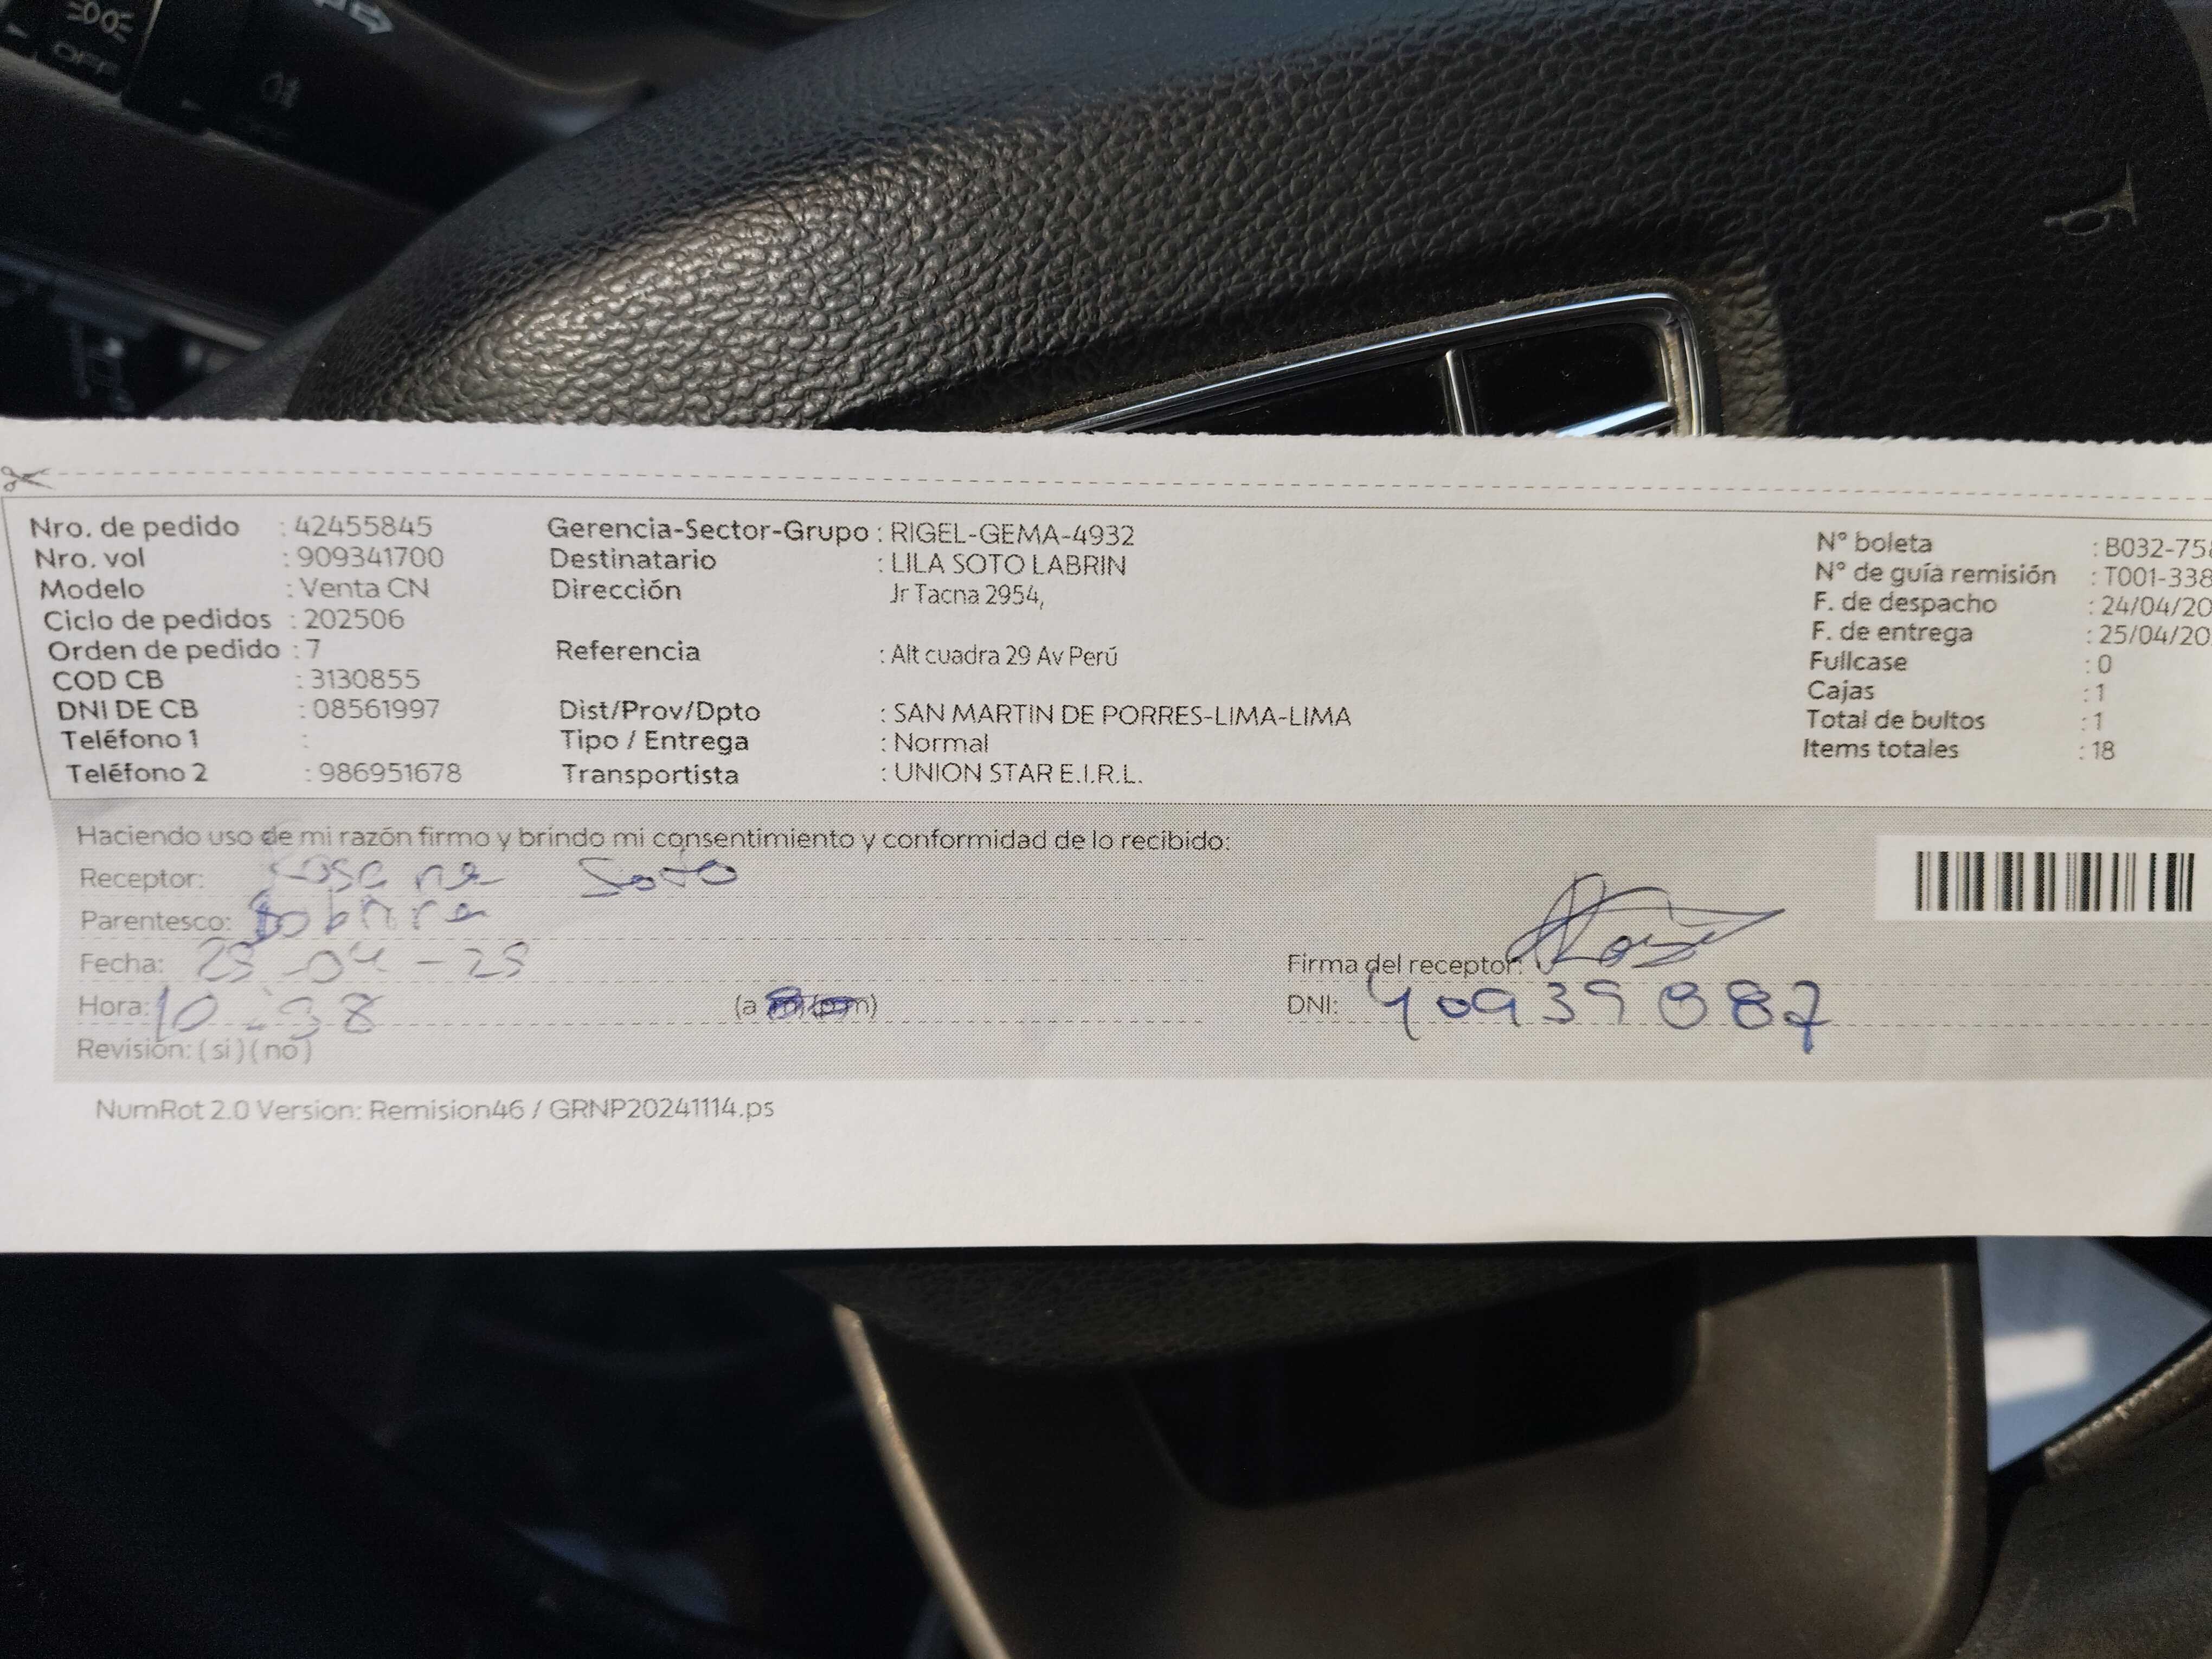 OFF
Nro. de pedido : 42455845
Nro. vol : 909341700
Modelo : Venta CN
Ciclo de pedidos : 202506
Orden de pedido : 7
COD CB : 3130855
DNI DE CB : 08561997
Teléfono 1 :
Teléfono 2 : 986951678
Gerencia-Sector-Grupo : RIGEL-GEMA-4932
Destinatario : LILA SOTO LABRIN
Dirección Jr Tacna 2954,
Referencia : Alt cuadra 29 Av Perú
Dist/Prov/Dpto : SAN MARTIN DE PORRES-LIMA-LIMA
Tipo / Entrega : Normal
Transportista : UNION STAR E.I.R.L.
N° boleta : B032-75
N° de guía remisión : T001-338
F. de despacho : 24/04/20
F. de entrega : 25/04/20
Fullcase : 0
Cajas : 1
Total de bultos : 1
Items totales : 18
Haciendo uso de mi razón firmo y brindo mi consentimiento y conformidad de lo recibido:
Receptor: Soto
Parentesco: Sobrina
Fecha: 25-04-25
Hora: 10:38 (a m)
Revisión: (si) (no)
Firma del receptor:
DNI: 40939887
NumRot 2.0 Version: Remision46 / GRNP20241114.ps